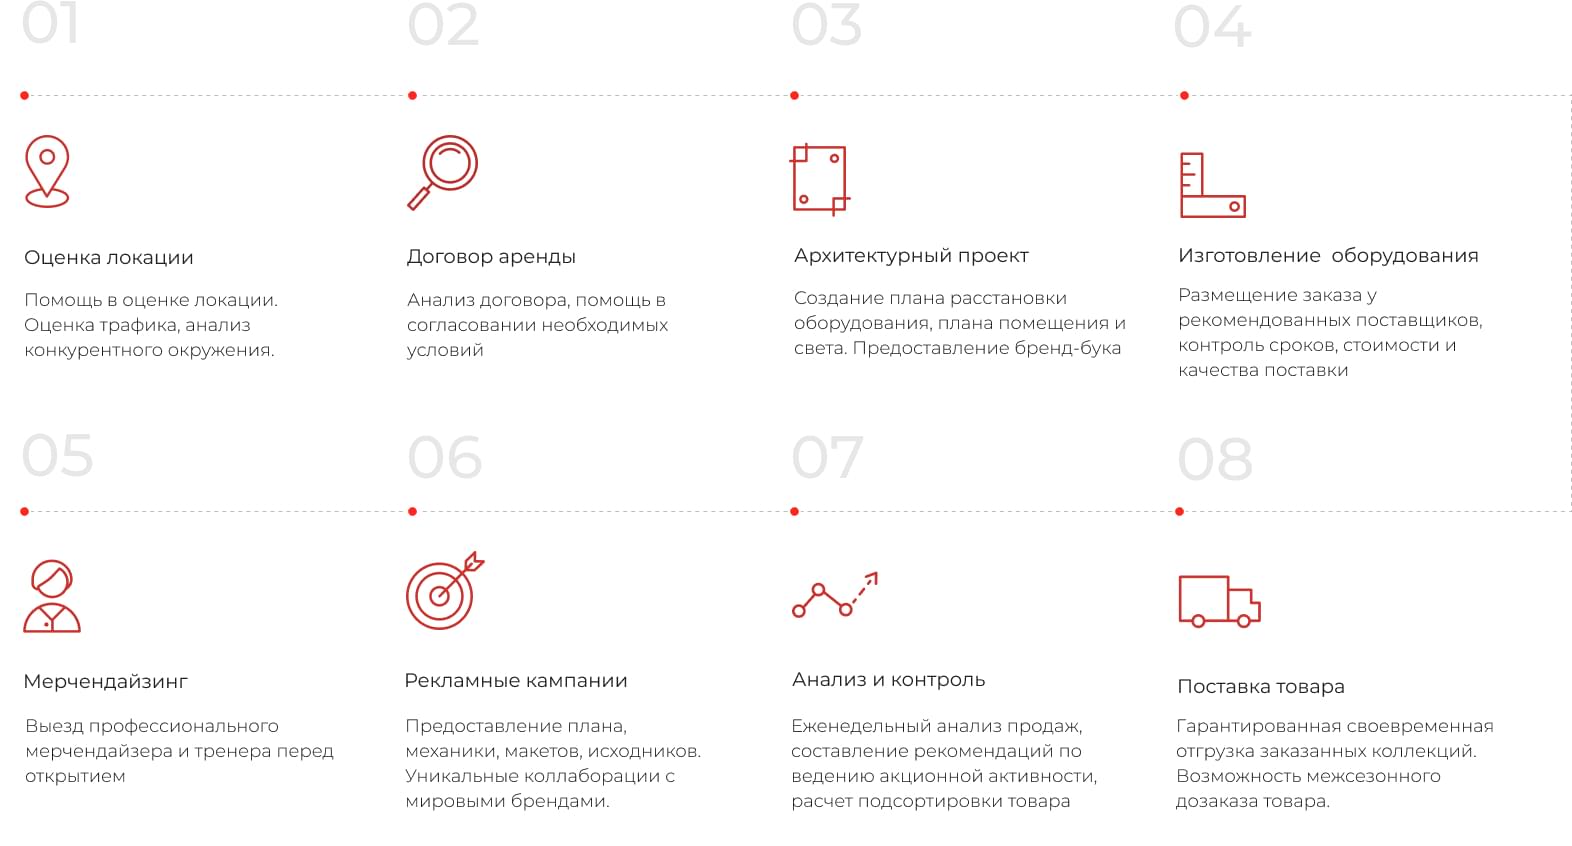 01
Оценка локации
Помощь в оценке локации.
Оценка трафика, анализ
конкурентного окружения.
02
Договор аренды
Анализ договора, помощь в
согласовании необходимых
условий
03
Архитектурный проект
Создание плана расстановки
оборудования, плана помещения и
света. Предоставление бренд-бука
04
Изготовление оборудования
Размещение заказа у
рекомендованных поставщиков,
контроль сроков, стоимости и
качества поставки
05
Мерчендайзинг
Выезд профессионального
мерчендайзера и тренера перед
открытием
06
Рекламные кампании
Предоставление плана,
механики, макетов, исходников.
Уникальные коллаборации с
мировыми брендами.
07
Анализ и контроль
Еженедельный анализ продаж,
составление рекомендаций по
ведению акционной активности,
расчет подсортировки товара
08
Поставка товара
Гарантированная своевременная
отгрузка заказанных коллекций.
Возможность межсезонного
дозаказа товара.